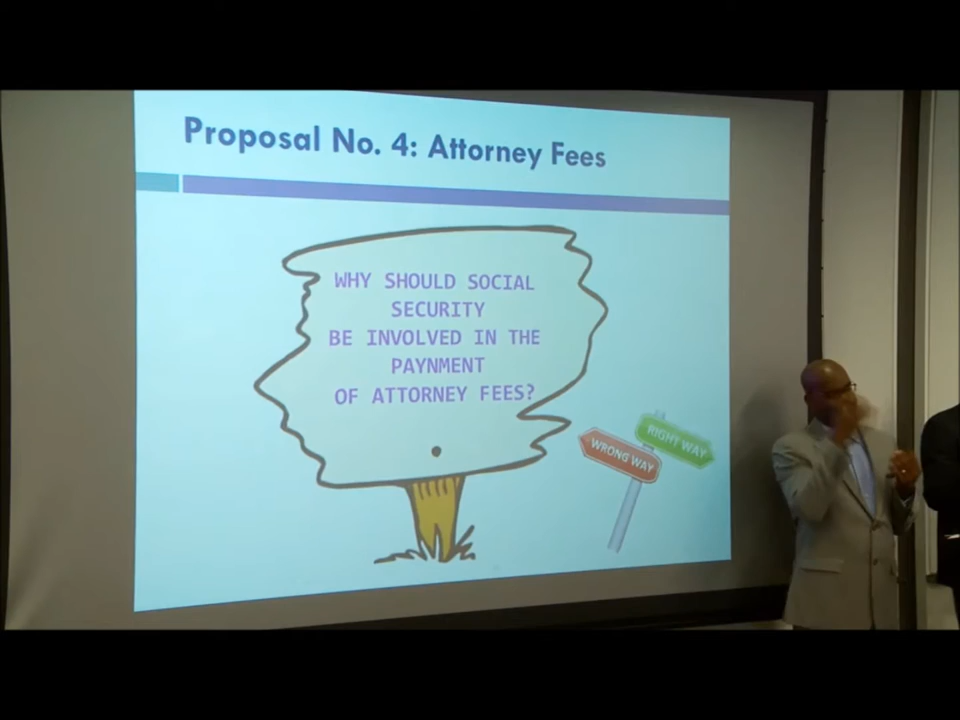 Proposal No. 4: Attorney Fees
WHY SHOULD SOCIAL
SECURITY
BE INVOLVED IN THE
PAYNMENT
OF ATTORNEY FEES?
RIGHT WAY
WRONG WAY